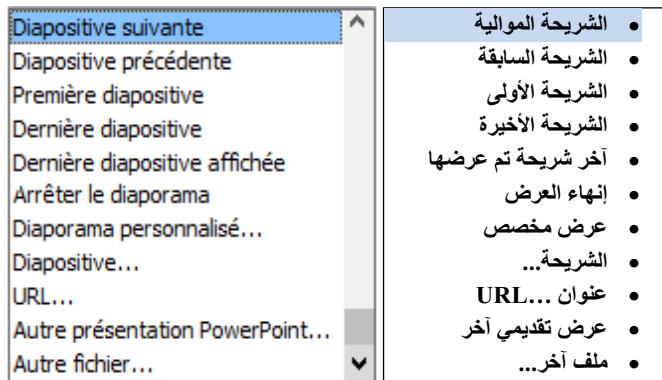 Diapositive suivante
Diapositive précédente
Première diapositive
Dernière diapositive
Dernière diapositive affichée
Arrêter le diaporama
Diaporama personnalisé...
Diapositive...
URL...
Autre présentation PowerPoint...
Autre fichier...
• الشريحة الموالية
• الشريحة السابقة
• الشريحة الأولى
• الشريحة الأخيرة
• آخر شريحة تم عرضها
• إنهاء العرض
• عرض مخصص
• الشريحة...
• عنوان URL...
• عرض تقديمي آخر
• ملف آخر...